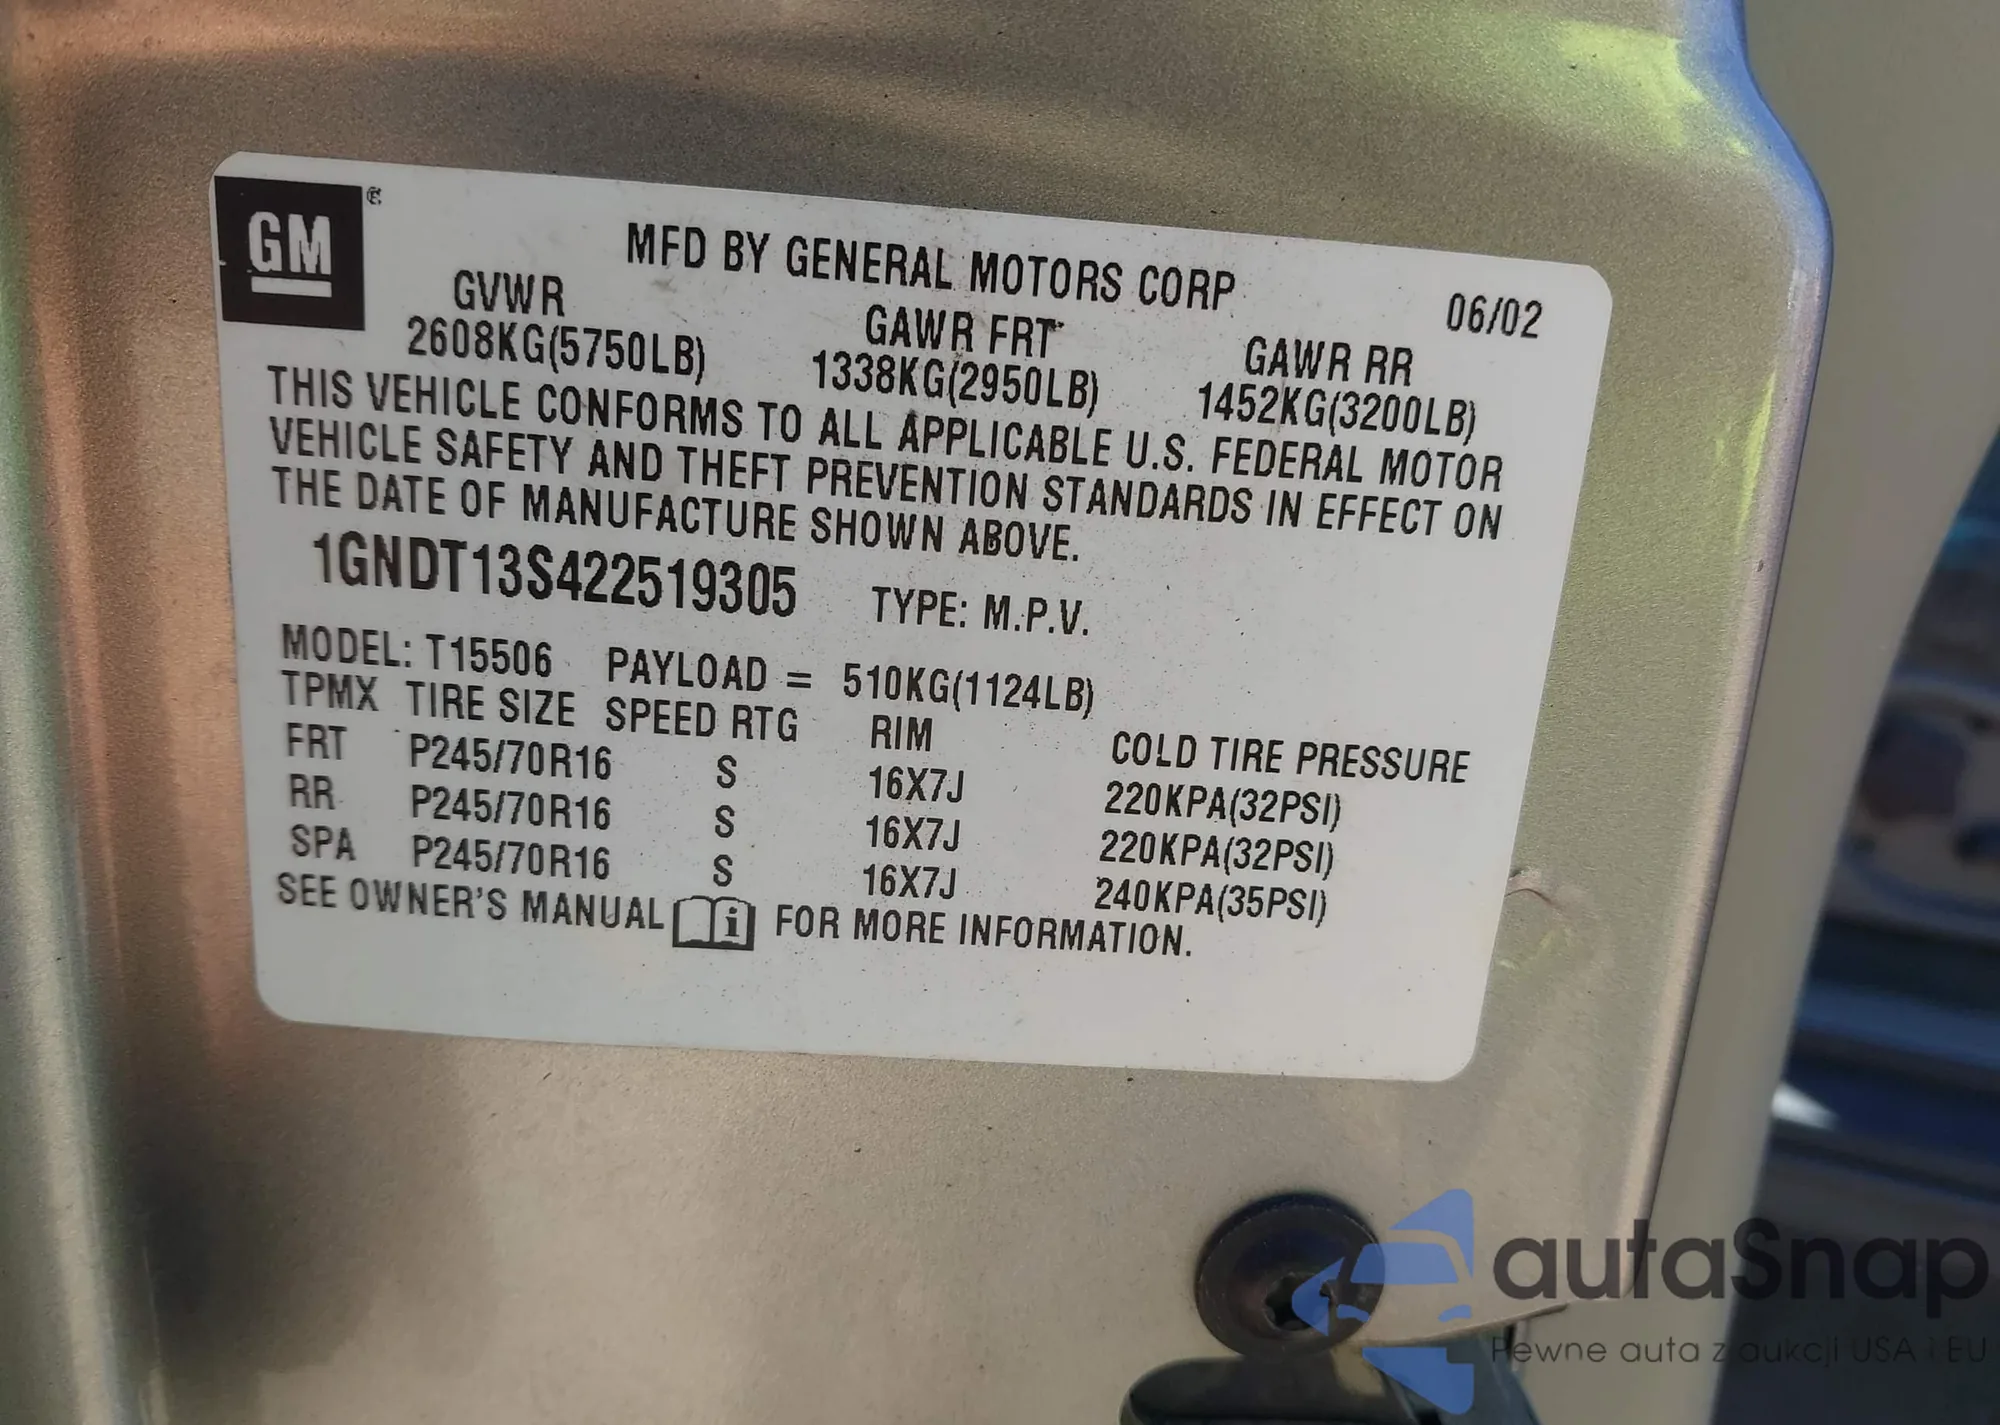 GM®
MFD BY GENERAL MOTORS CORP 06/02
GVWR GAWR FRT GAWR RR
2608KG(5750LB) 1338KG(2950LB) 1452KG(3200LB)
THIS VEHICLE CONFORMS TO ALL APPLICABLE U.S. FEDERAL MOTOR
VEHICLE SAFETY AND THEFT PREVENTION STANDARDS IN EFFECT ON
THE DATE OF MANUFACTURE SHOWN ABOVE.
1GNDT13S422519305 TYPE: M.P.V.
MODEL: T15506 PAYLOAD = 510KG(1124LB)
TPMX TIRE SIZE SPEED RTG RIM COLD TIRE PRESSURE
FRT P245/70R16 S 16X7J 220KPA(32PSI)
RR P245/70R16 S 16X7J 220KPA(32PSI)
SPA P245/70R16 S 16X7J 240KPA(35PSI)
SEE OWNER'S MANUAL i FOR MORE INFORMATION.
autaSnap
Pewne auta z aukcji USA i EU